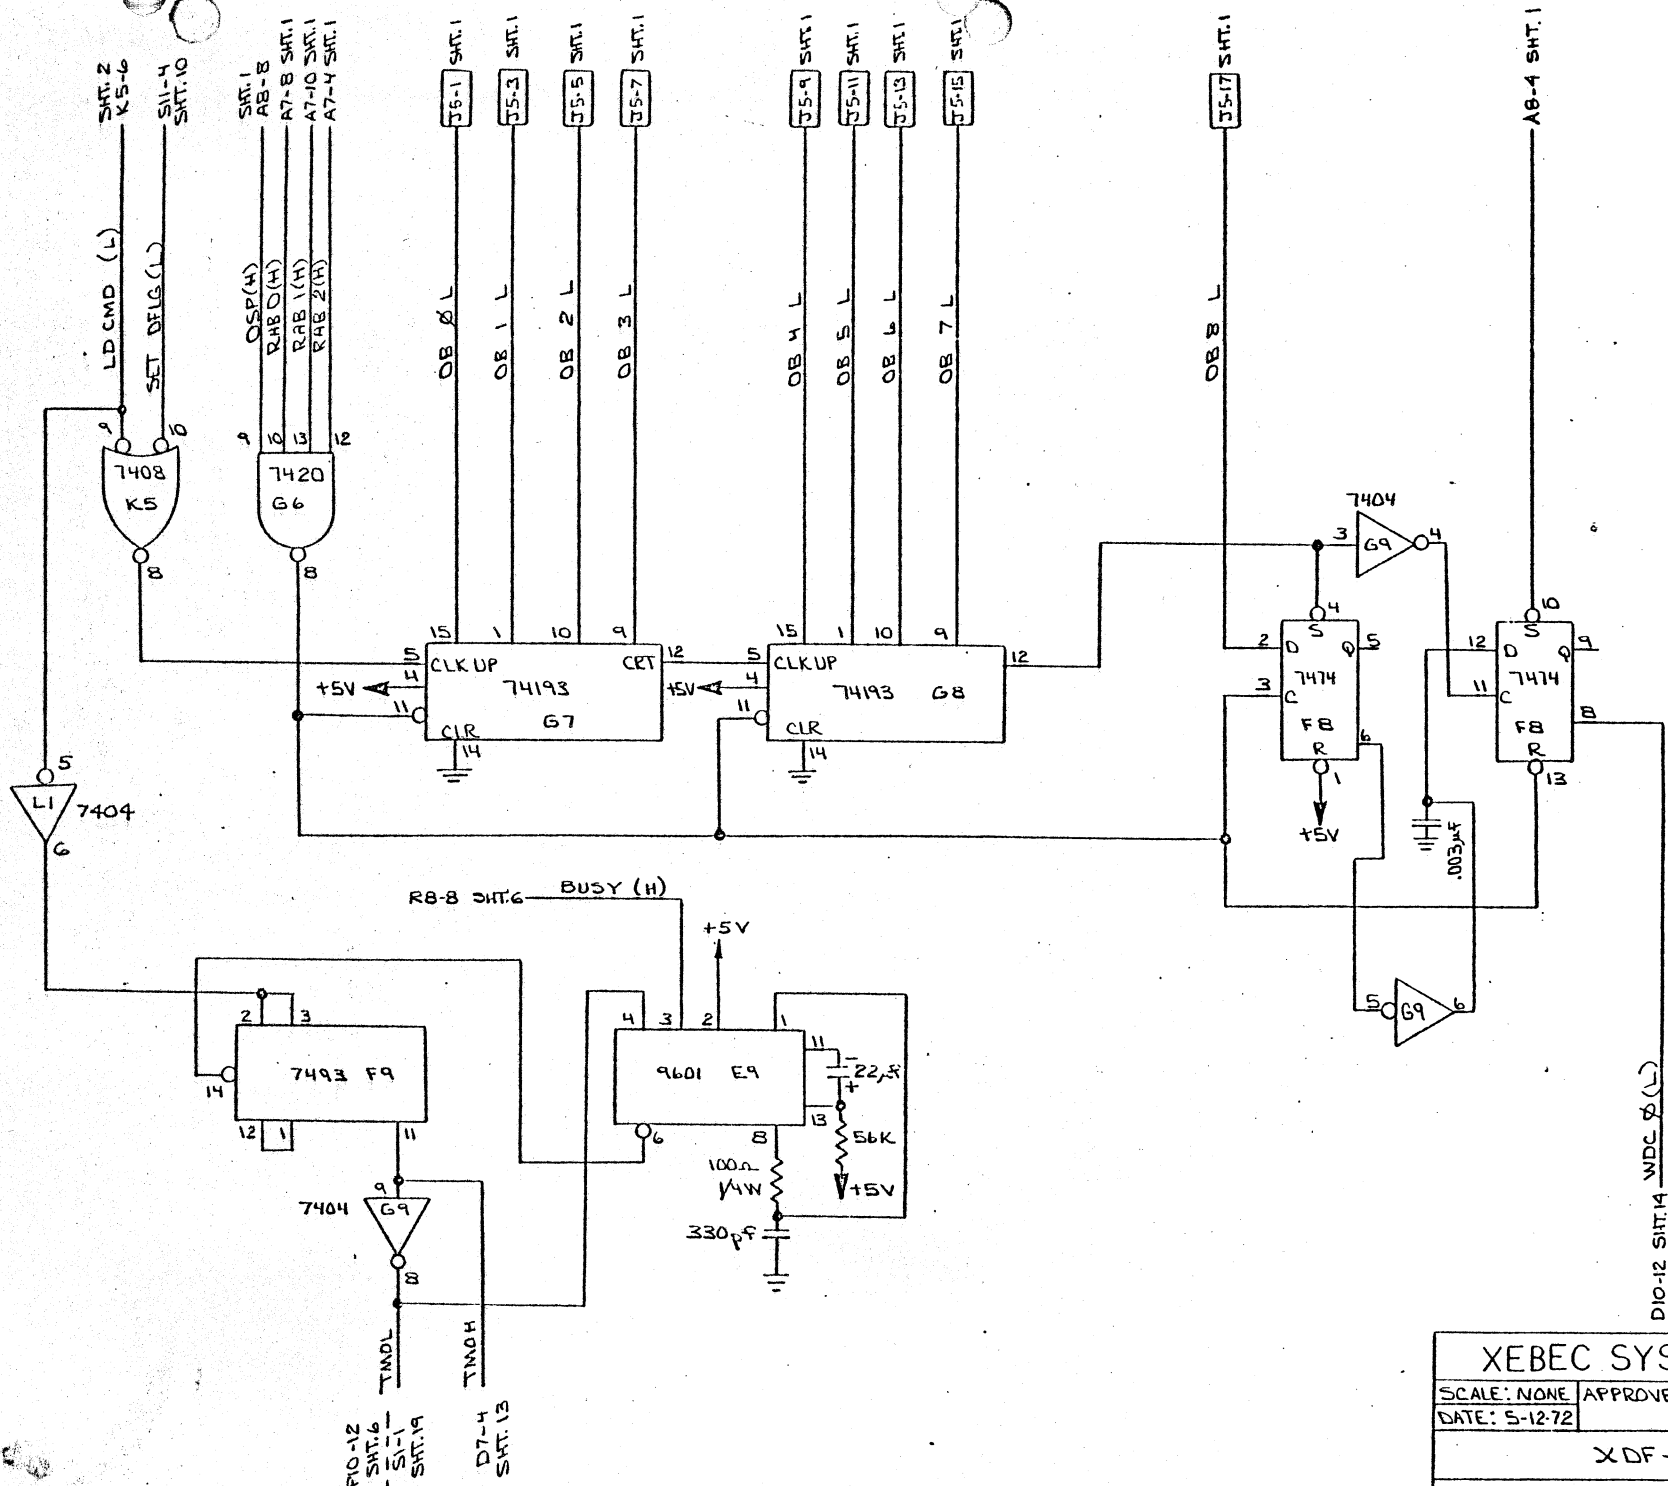 SHT. 2
K5-6
S11-4
SHT. 10
SHT. 1
A8-8
A7-8 SHT. 1
A7-10 SHT. 1
A7-4 SHT. 1
J5-1 SHT. 1
J5-3 SHT. 1
J5-5 SHT. 1
J5-7 SHT. 1
J5-9 SHT. 1
J5-11 SHT. 1
J5-13 SHT. 1
J5-15 SHT. 1
J5-17 SHT. 1
A8-4 SHT. 1
LD CMD (L)
SET DFLG (L)
OSP(H)
RAB 0(H)
RAB 1(H)
RAB 2(H)
OB Ø L
OB 1 L
OB 2 L
OB 3 L
OB 4 L
OB 5 L
OB 6 L
OB 7 L
OB 8 L
9
10
7408
K5
8
9
10
13
12
7420
G6
8
7404
3
G9
4
15
1
10
9
5
CLK UP
CRT
12
4
+5V
74193
G7
11
CLR
14
15
1
10
9
5
CLK UP
12
4
+5V
74193 G8
11
CLR
14
4
S
2
D
Q
5
7474
3
C
F8
6
R
1
+5V
10
S
12
D
Q
9
7474
11
C
F8
8
R
13
.003µf
5
L1
7404
6
R8-8 SHT.6
BUSY (H)
+5V
2
3
7493 F9
14
12
1
11
4
3
2
1
9601 E9
11
22µf
+
13
56K
+5V
6
8
100Ω
1/4W
330pf
5
G9
6
9
7404
G9
8
TMOL
TMOH
F10-12
SHT.6
S1-1
SHT.19
D7-4
SHT. 13
WDC Ø (L)
D10-12 SHT.14
XEBEC SYS
SCALE: NONE
APPROVE
DATE: 5-12-72
XDF-